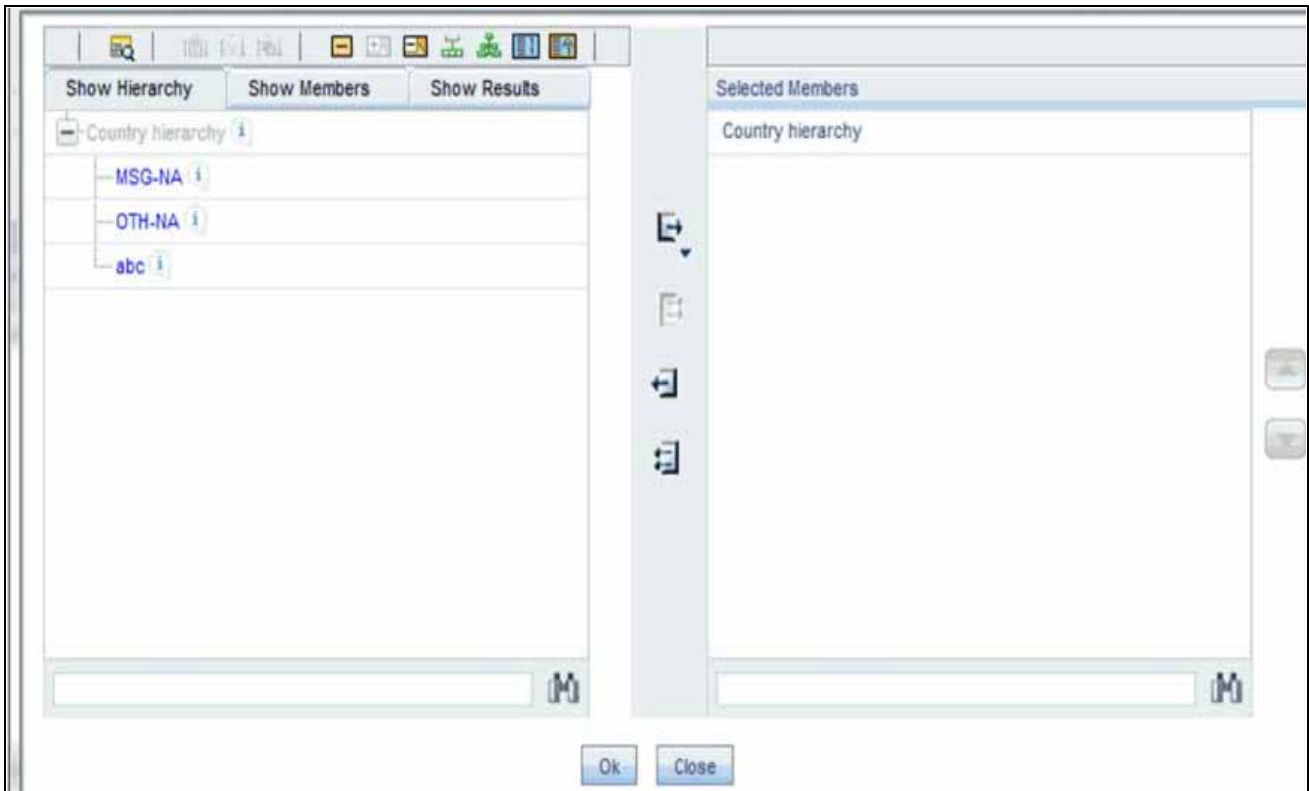 Show Hierarchy Show Members Show Results
Country hierarchy
MSG-NA
OTH-NA
abc
Selected Members
Country hierarchy
Ok Close